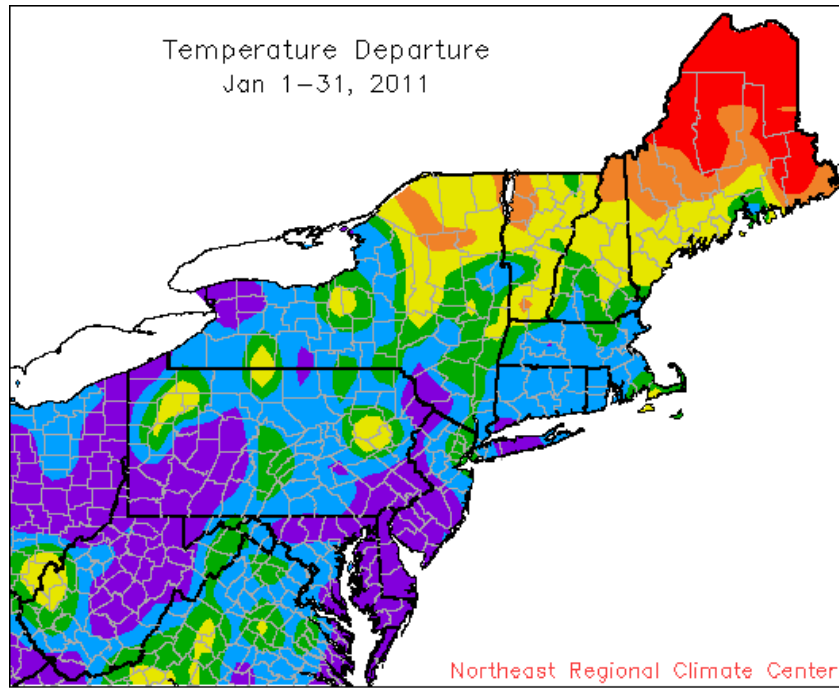 Temperature Departure
Jan 1-31, 2011
Northeast Regional Climate Center